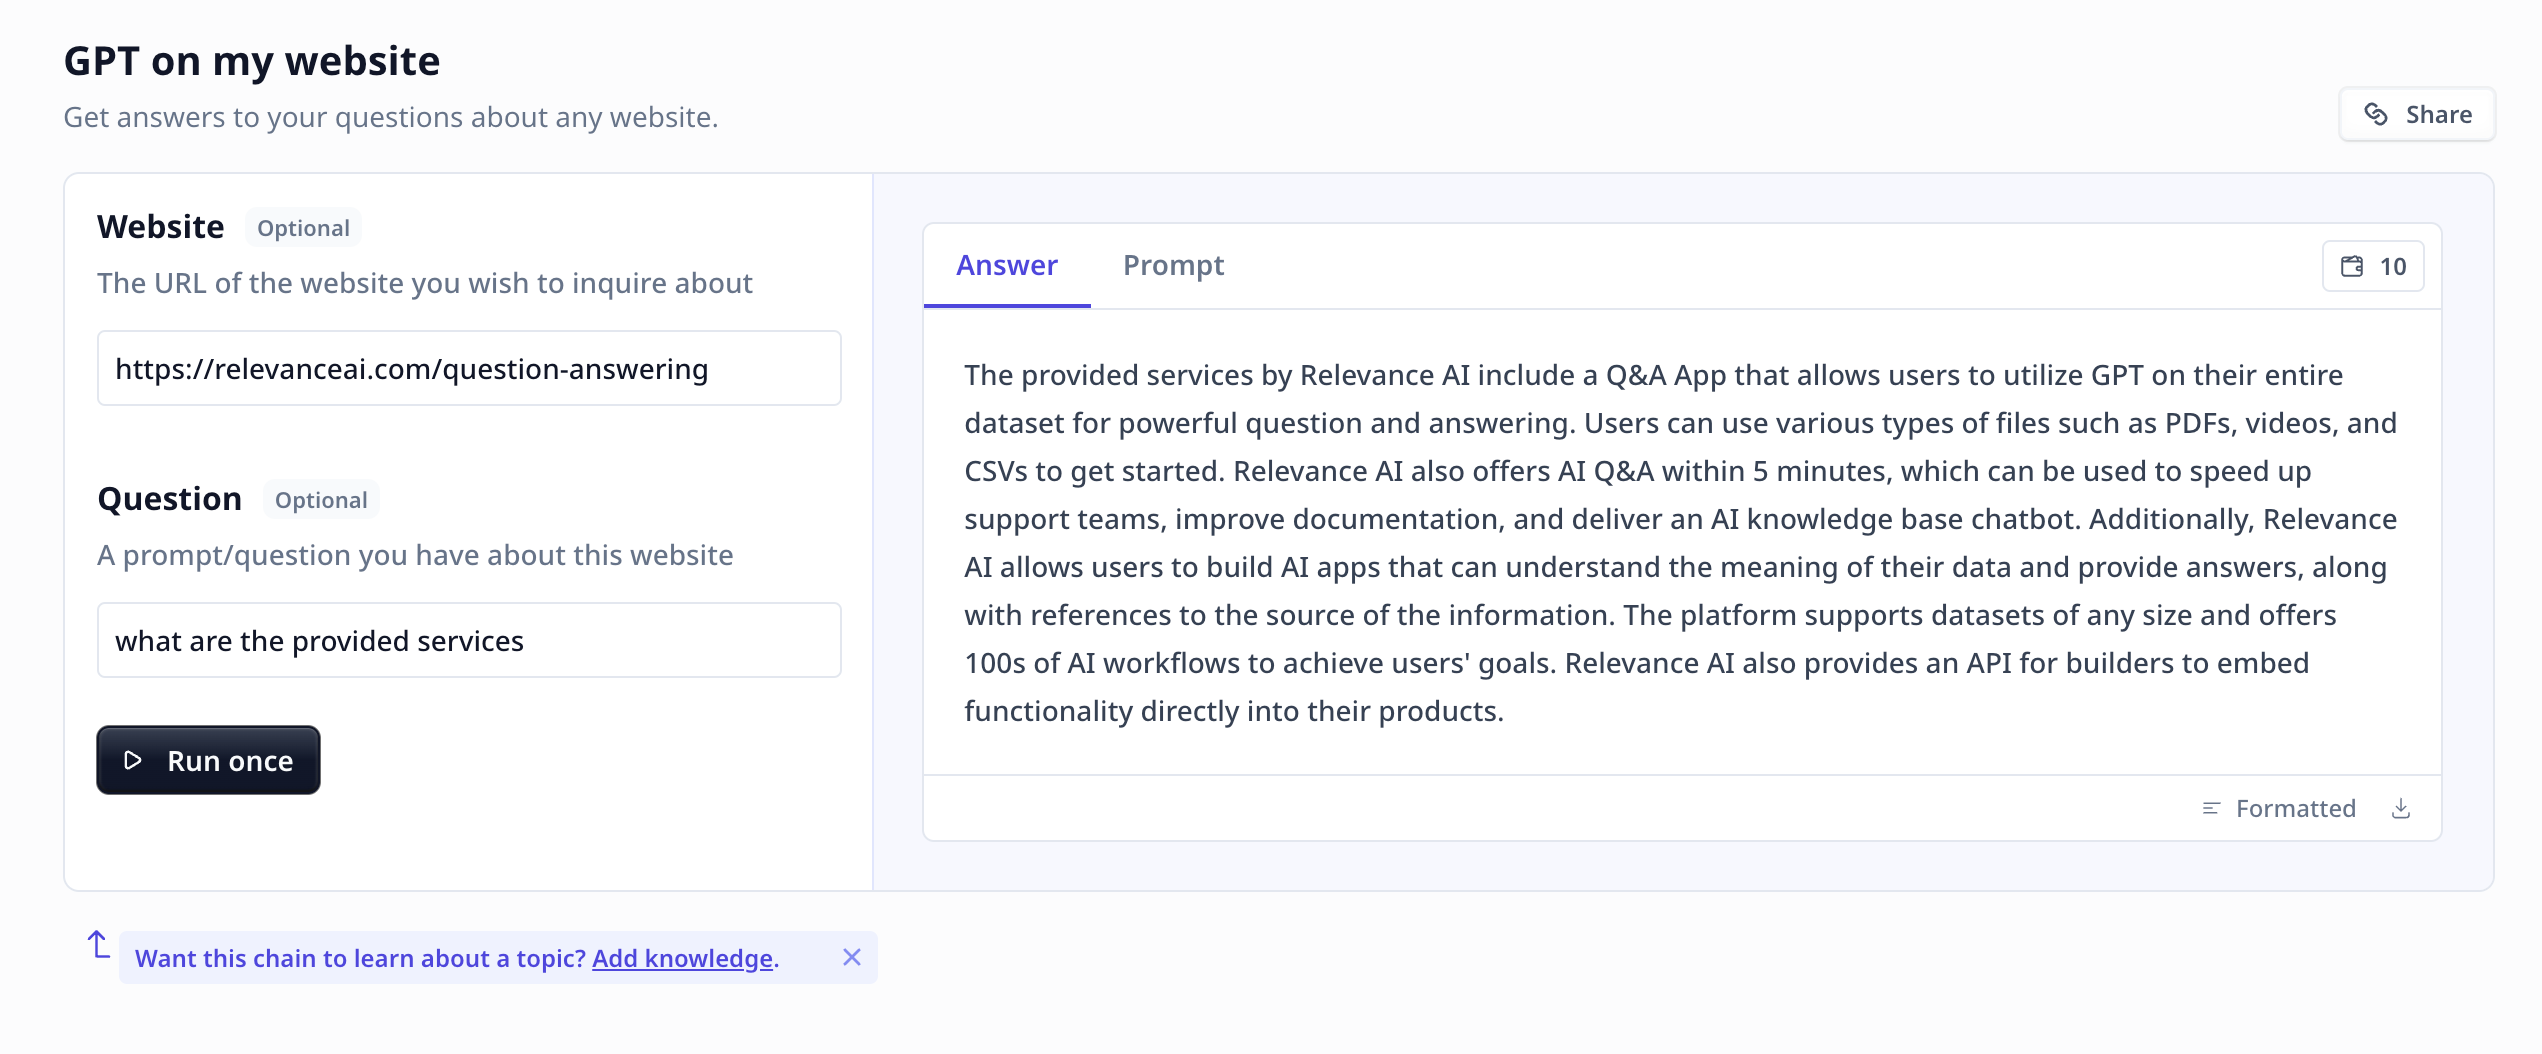 GPT on my website
Get answers to your questions about any website.
Share
Website Optional
The URL of the website you wish to inquire about
https://relevanceai.com/question-answering
Question Optional
A prompt/question you have about this website
what are the provided services
Run once
Answer Prompt 10
The provided services by Relevance AI include a Q&A App that allows users to utilize GPT on their entire
dataset for powerful question and answering. Users can use various types of files such as PDFs, videos, and
CSVs to get started. Relevance AI also offers AI Q&A within 5 minutes, which can be used to speed up
support teams, improve documentation, and deliver an AI knowledge base chatbot. Additionally, Relevance
AI allows users to build AI apps that can understand the meaning of their data and provide answers, along
with references to the source of the information. The platform supports datasets of any size and offers
100s of AI workflows to achieve users' goals. Relevance AI also provides an API for builders to embed
functionality directly into their products.
Formatted
Want this chain to learn about a topic? Add knowledge.